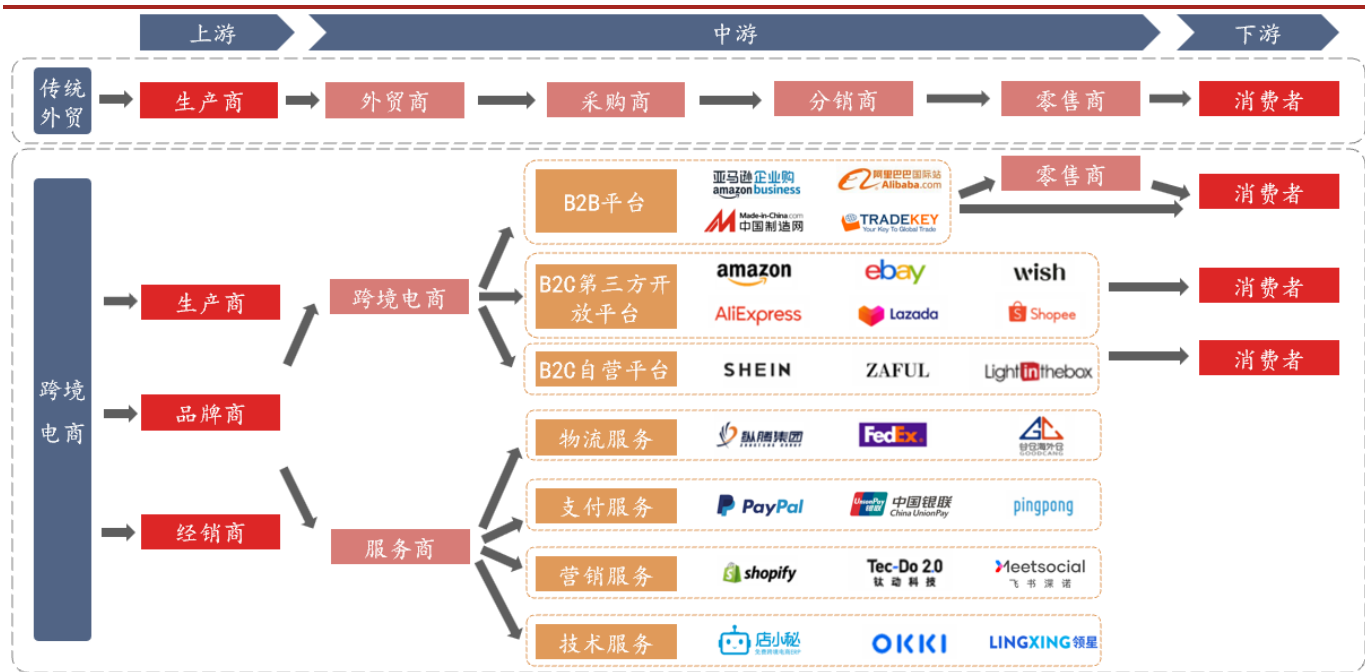 上游
中游
下游
传统
外贸
生产商
外贸商
采购商
分销商
零售商
消费者
跨境
电商
生产商
品牌商
经销商
跨境电商
服务商
B2B平台
亚马逊企业购
amazon business
阿里巴巴国际站
Alibaba.com
Made-in-China.com
中国制造网
TRADEKEY
Your Key To Global Trade
零售商
消费者
B2C第三方开
放平台
amazon
ebay
wish
AliExpress
Lazada
Shopee
消费者
B2C自营平台
SHEIN
ZAFUL
Lightinthebox
消费者
物流服务
纵腾集团
FedEx
谷仓海外仓
GOODCANG
支付服务
PayPal
UnionPay
银联
中国银联
China UnionPay
pingpong
营销服务
shopify
Tec-Do 2.0
钛动科技
Meetsocial
飞书深诺
技术服务
店小秘
OKKI
LINGXING领星